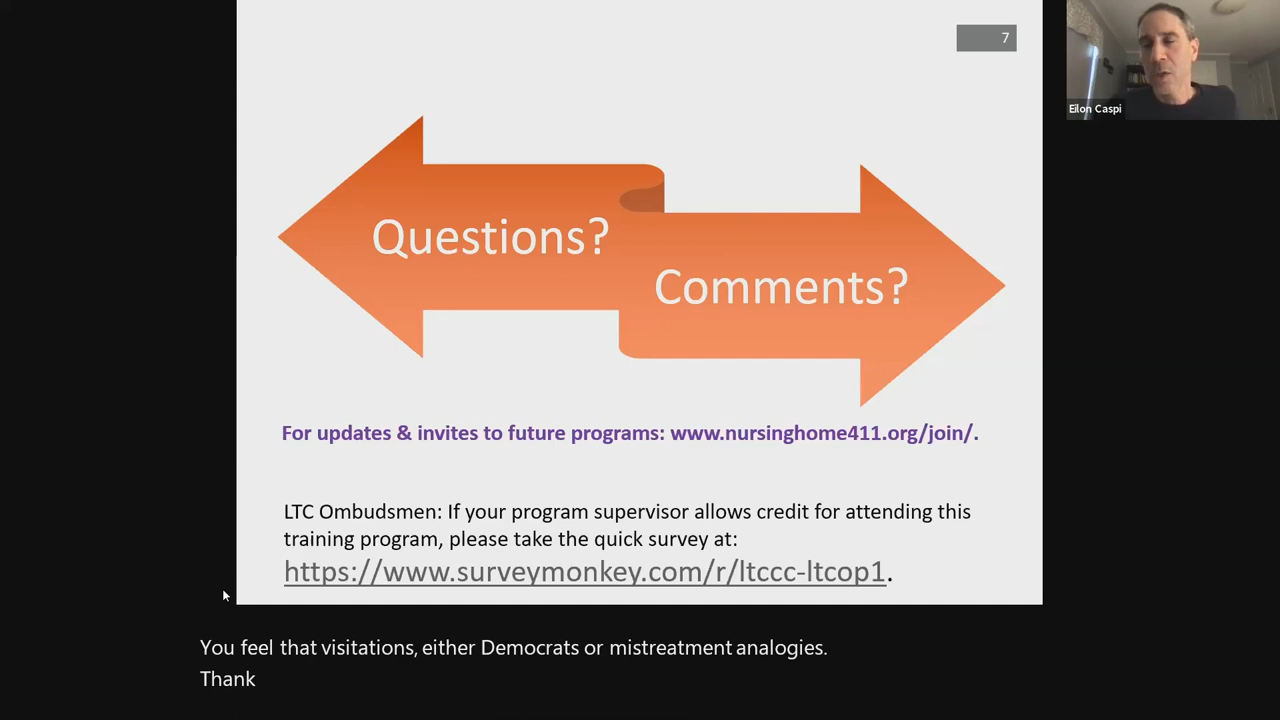 7
Eilon Caspi
Questions?
Comments?
For updates & invites to future programs: www.nursinghome411.org/join/.
LTC Ombudsmen: If your program supervisor allows credit for attending this
training program, please take the quick survey at:
https://www.surveymonkey.com/r/ltccc-ltcop1.
You feel that visitations, either Democrats or mistreatment analogies.
Thank